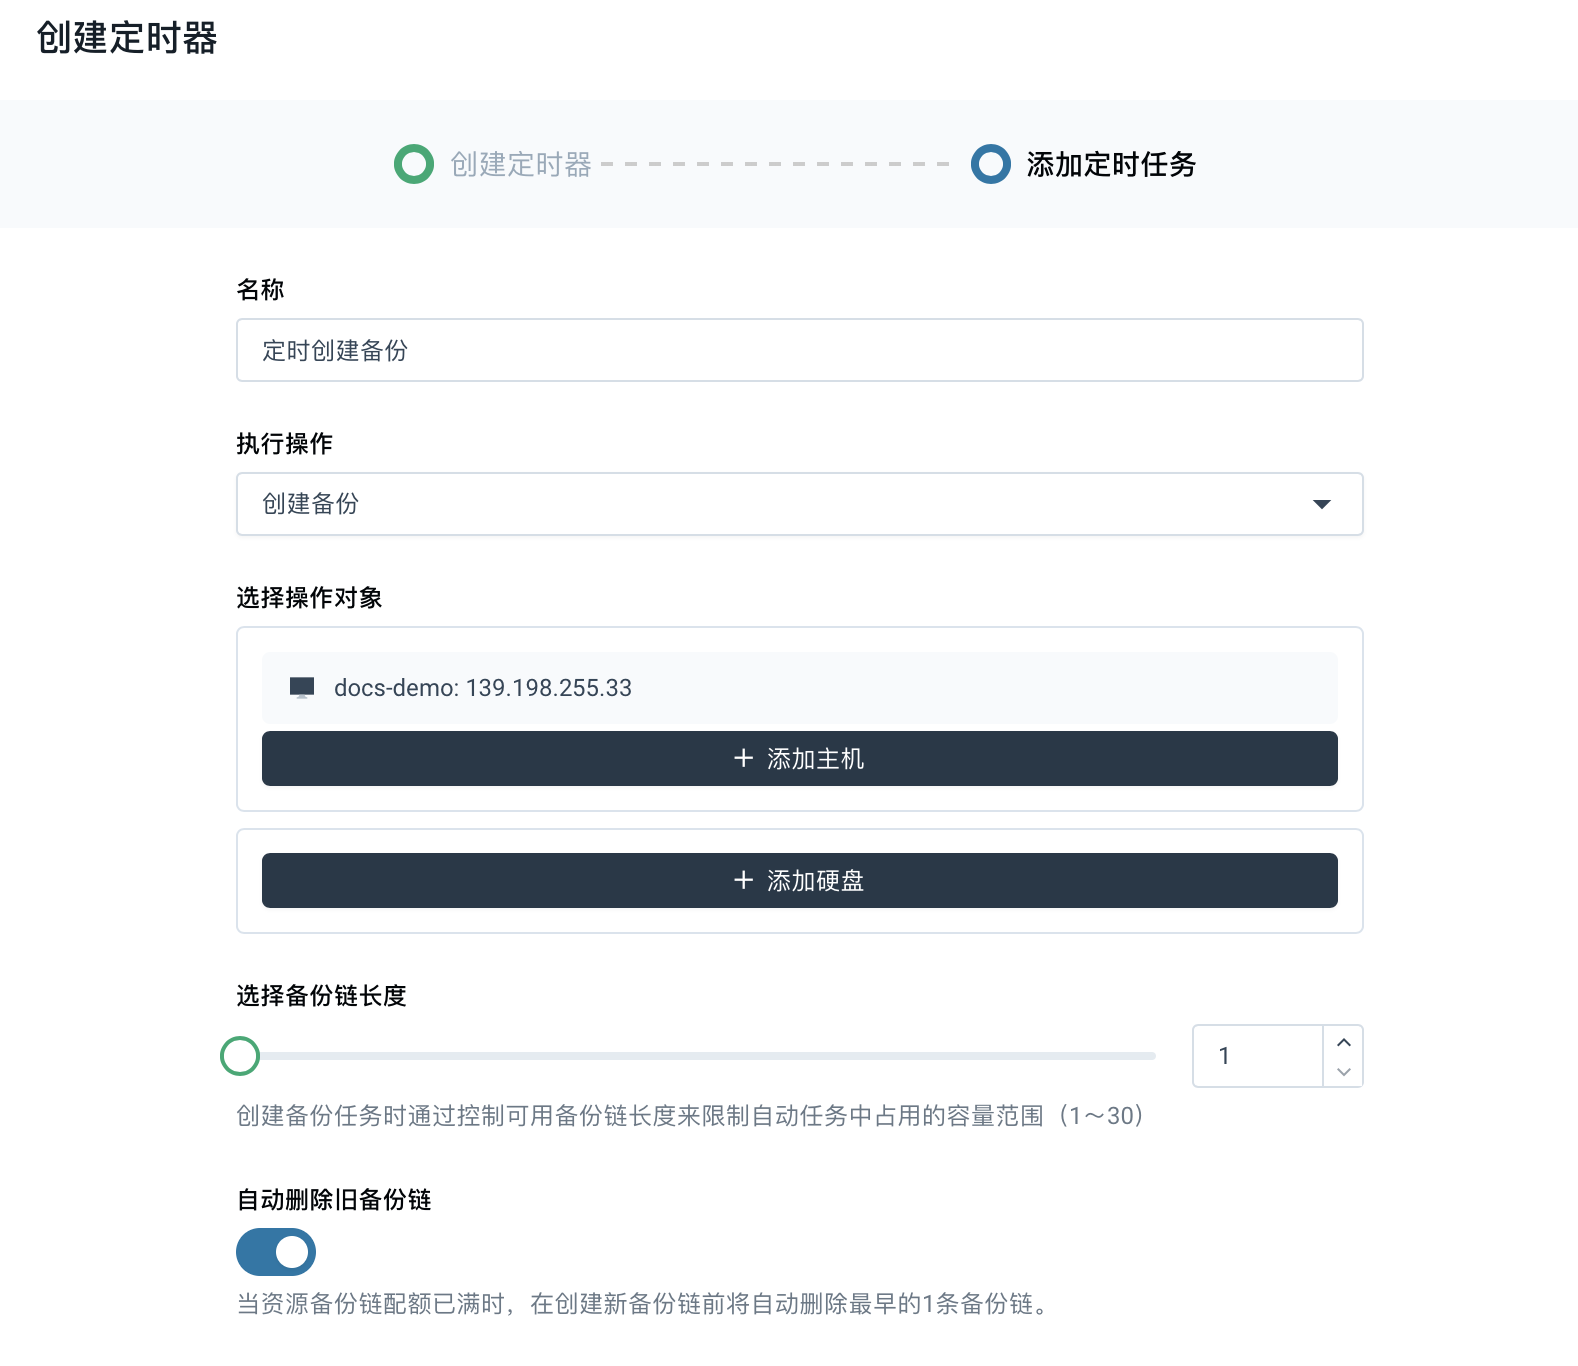 创建定时器
创建定时器
添加定时任务
名称
定时创建备份
执行操作
创建备份
选择操作对象
docs-demo: 139.198.255.33
+ 添加主机
+ 添加硬盘
选择备份链长度
1
创建备份任务时通过控制可用备份链长度来限制自动任务中占用的容量范围（1～30）
自动删除旧备份链
当资源备份链配额已满时，在创建新备份链前将自动删除最早的1条备份链。